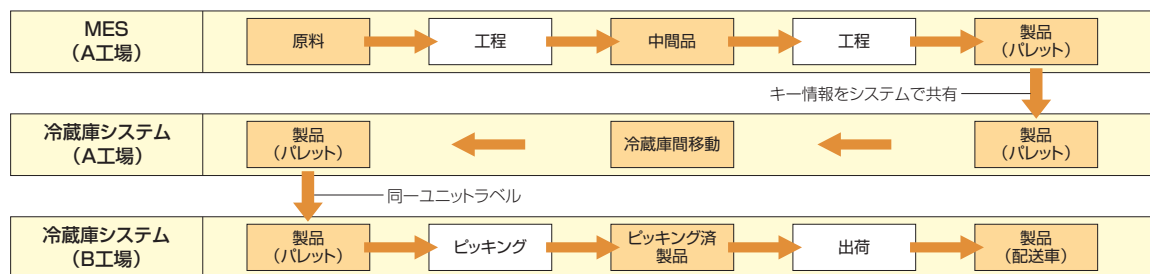 MES
(A工場)
原料
工程
中間品
工程
製品
(パレット)
キー情報をシステムで共有
冷蔵庫システム
(A工場)
製品
(パレット)
冷蔵庫間移動
製品
(パレット)
同一ユニットラベル
冷蔵庫システム
(B工場)
製品
(パレット)
ピッキング
ピッキング済
製品
出荷
製品
(配送車)